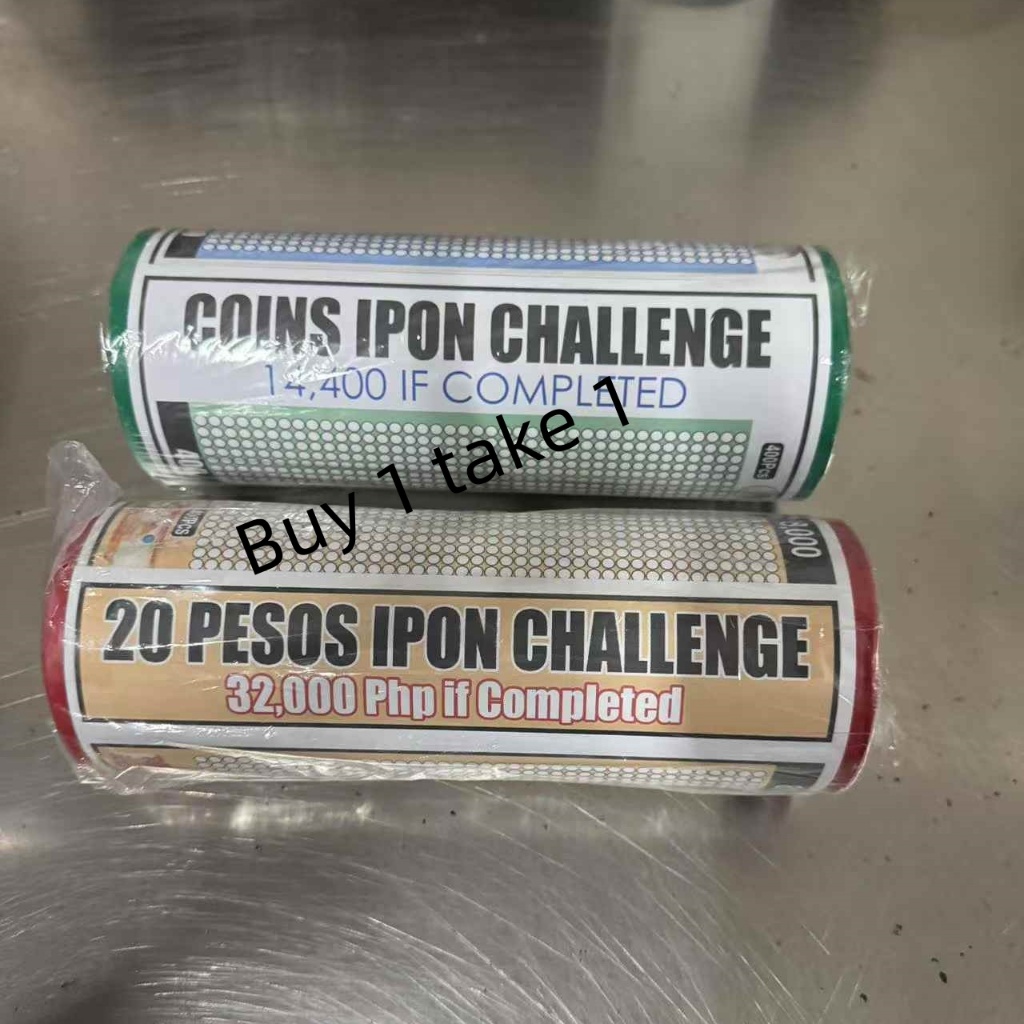 COINS IPON CHALLENGE
14,400 IF COMPLETED
400Pcs
Buy 1 take 1
20 PESOS IPON CHALLENGE
32,000 Php if Completed